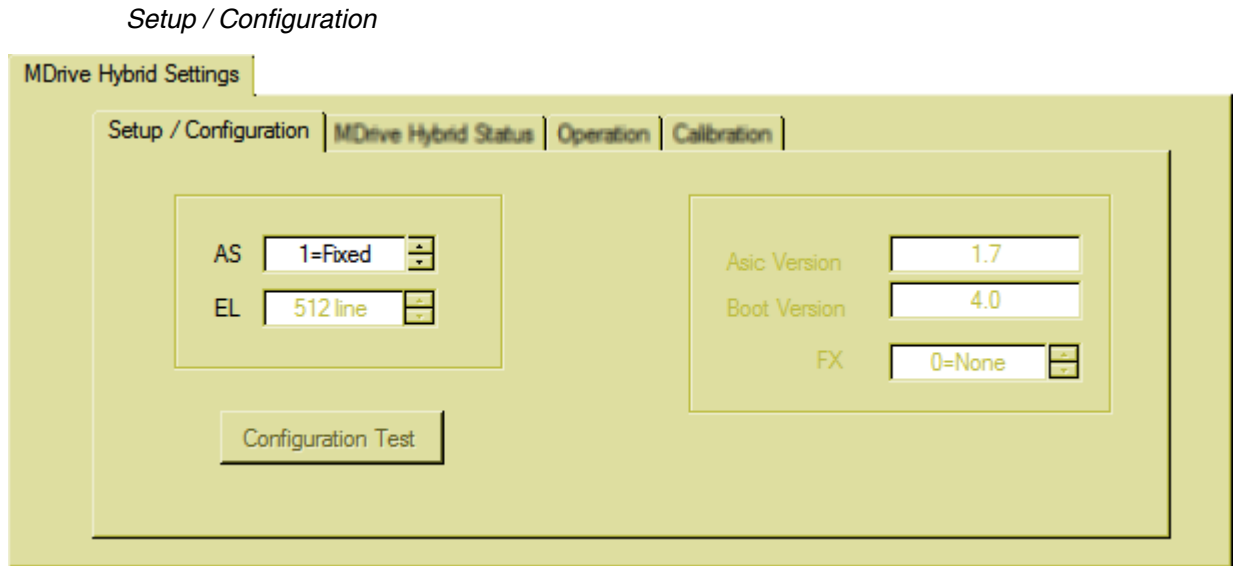 Setup / Configuration
MDrive Hybrid Settings
Setup / Configuration MDrive Hybrid Status Operation Calibration
AS 1=Fixed
EL 512 line
Asic Version 1.7
Boot Version 4.0
FX 0=None
Configuration Test